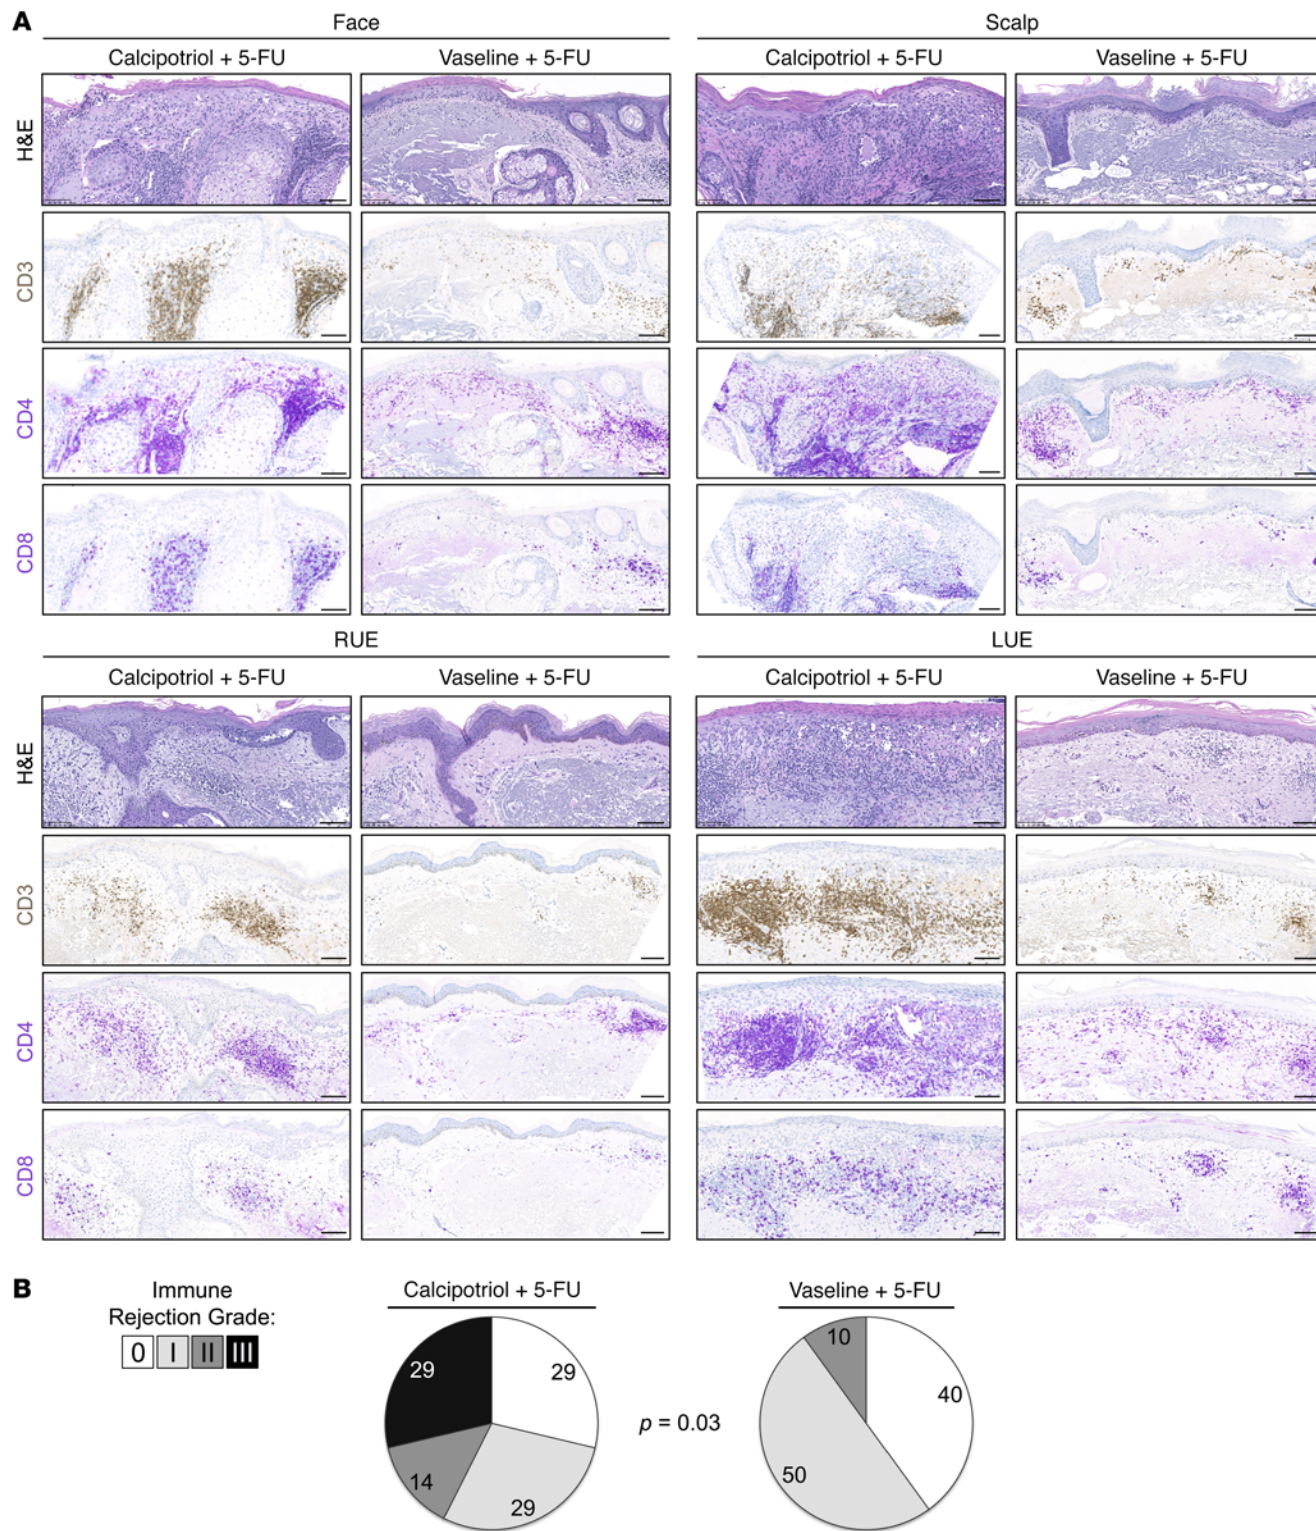 A
Face
Scalp
Calcipotriol + 5-FU
Vaseline + 5-FU
Calcipotriol + 5-FU
Vaseline + 5-FU
H&E
CD3
CD4
CD8
RUE
LUE
Calcipotriol + 5-FU
Vaseline + 5-FU
Calcipotriol + 5-FU
Vaseline + 5-FU
H&E
CD3
CD4
CD8
B
Immune
Rejection Grade:
0 I II III
Calcipotriol + 5-FU
29
29
14
29
p = 0.03
Vaseline + 5-FU
10
40
50